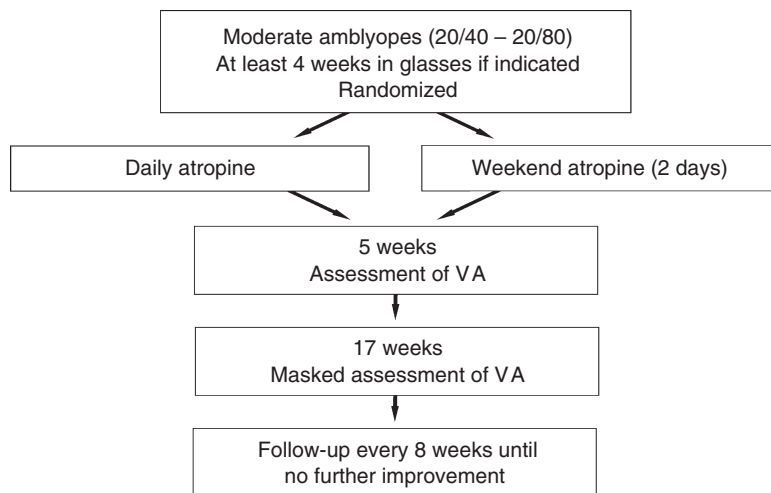 Moderate amblyopes (20/40 – 20/80)
At least 4 weeks in glasses if indicated
Randomized
Daily atropine
Weekend atropine (2 days)
5 weeks
Assessment of VA
17 weeks
Masked assessment of VA
Follow-up every 8 weeks until
no further improvement